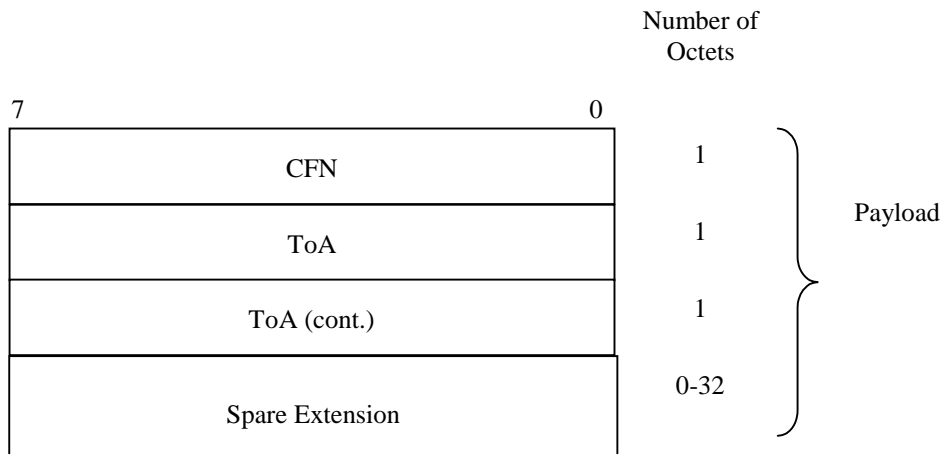 Number of
Octets
7 0
CFN 1
ToA 1
Payload
ToA (cont.) 1
Spare Extension 0-32